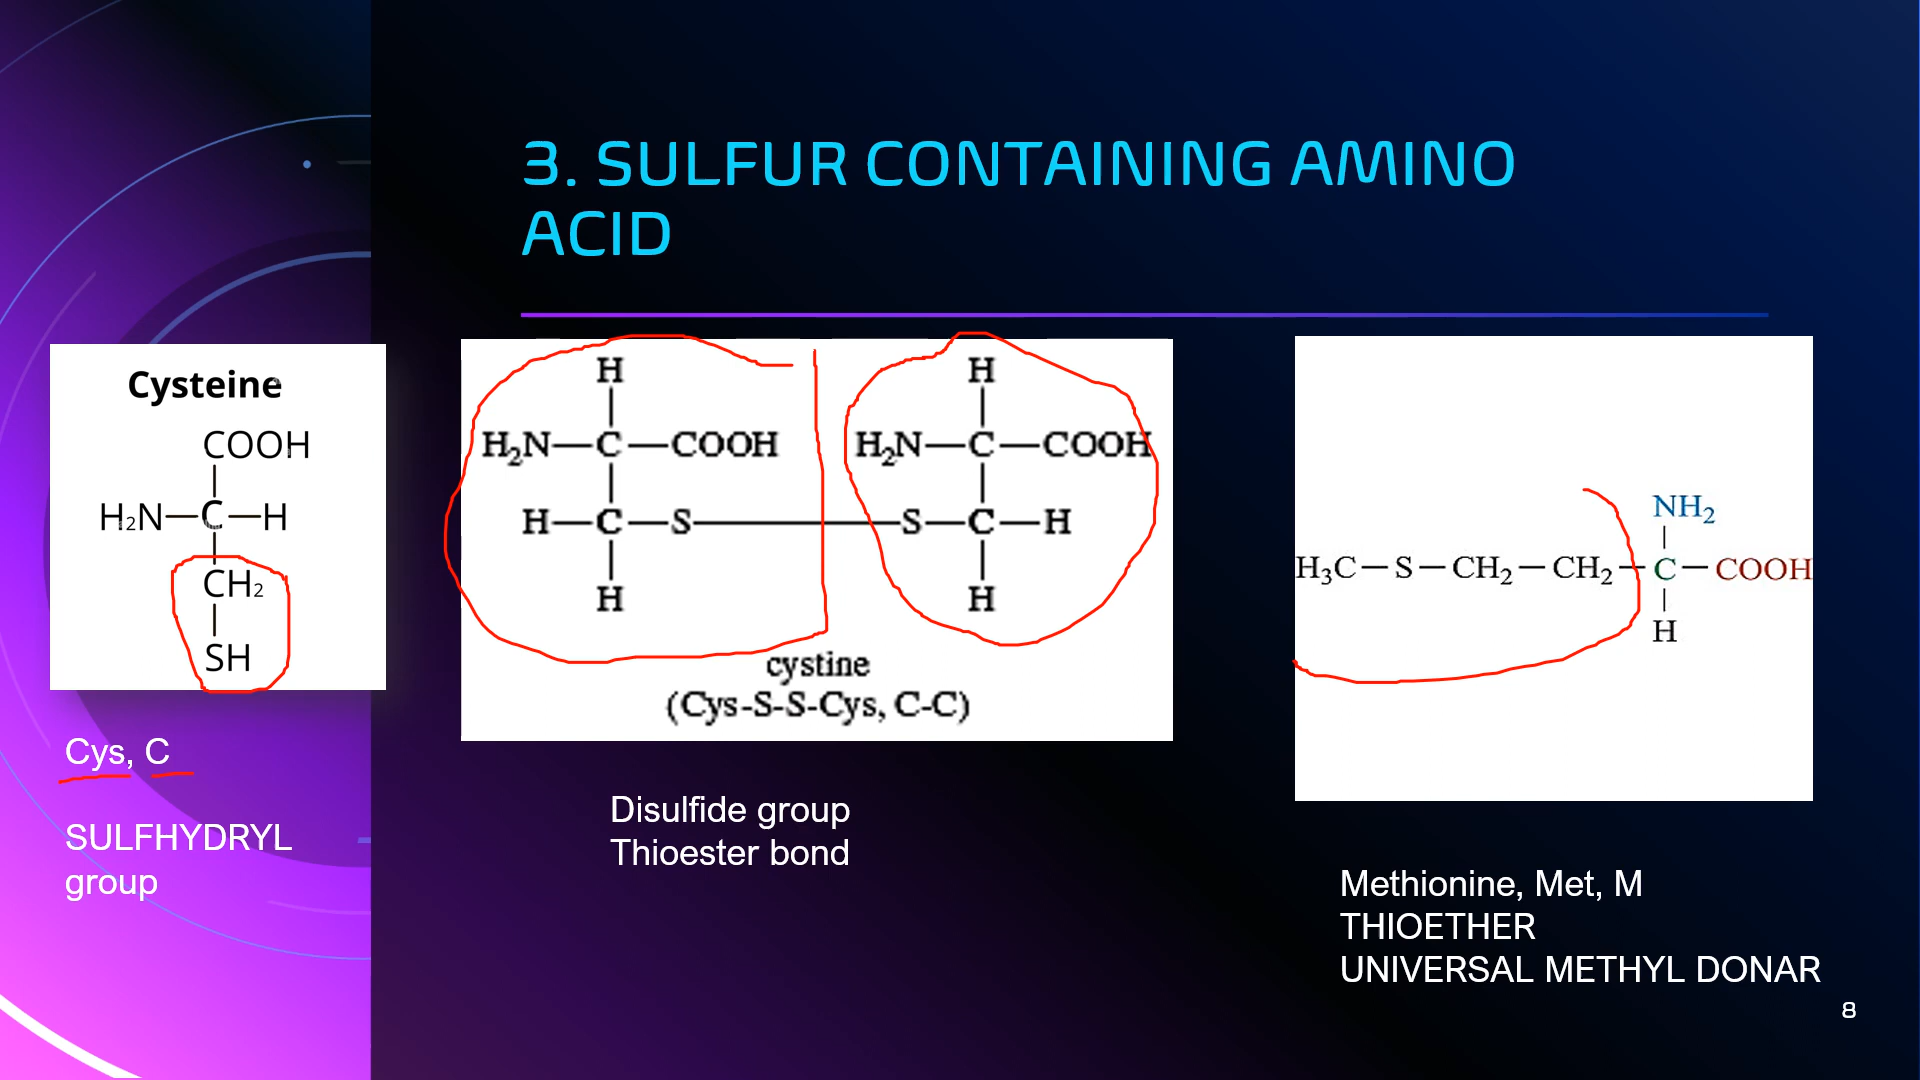 3. SULFUR CONTAINING AMINO
ACID
Cysteine
COOH
H2N—C—H
CH2
SH
Cys, C
SULFHYDRYL
group
H H
H2N—C—COOH H2N—C—COOH
H—C—S—S—C—H
H H
cystine
(Cys-S-S-Cys, C-C)
Disulfide group
Thioester bond
NH2
H3C—S—CH2—CH2—C—COOH
H
Methionine, Met, M
THIOETHER
UNIVERSAL METHYL DONAR
8